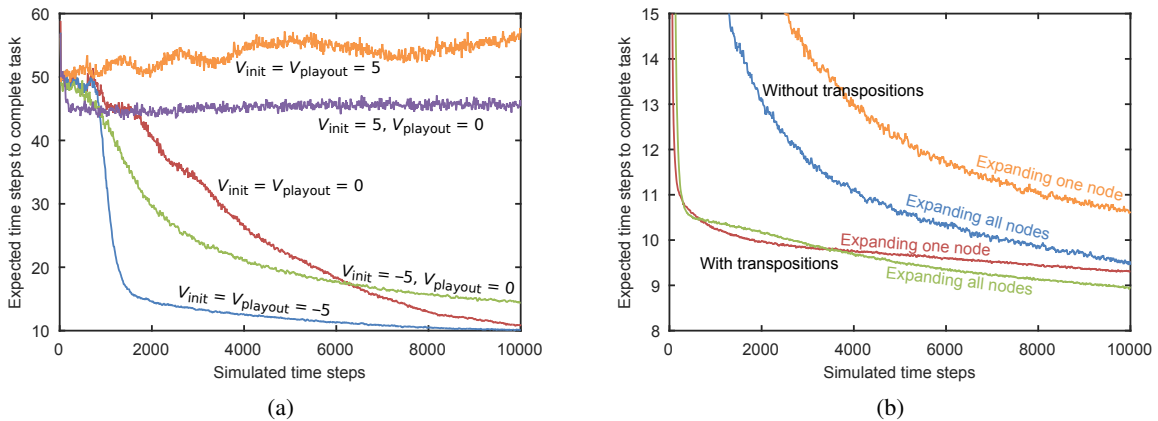 60
50
40
30
20
10
Expected time steps to complete task
V_init = V_playout = 5
V_init = 5, V_playout = 0
V_init = V_playout = 0
V_init = –5, V_playout = 0
V_init = V_playout = –5
0 2000 4000 6000 8000 10000
Simulated time steps
(a)
15
14
13
12
11
10
9
8
Expected time steps to complete task
Without transpositions
Expanding one node
Expanding all nodes
Expanding one node
With transpositions
Expanding all nodes
0 2000 4000 6000 8000 10000
Simulated time steps
(b)